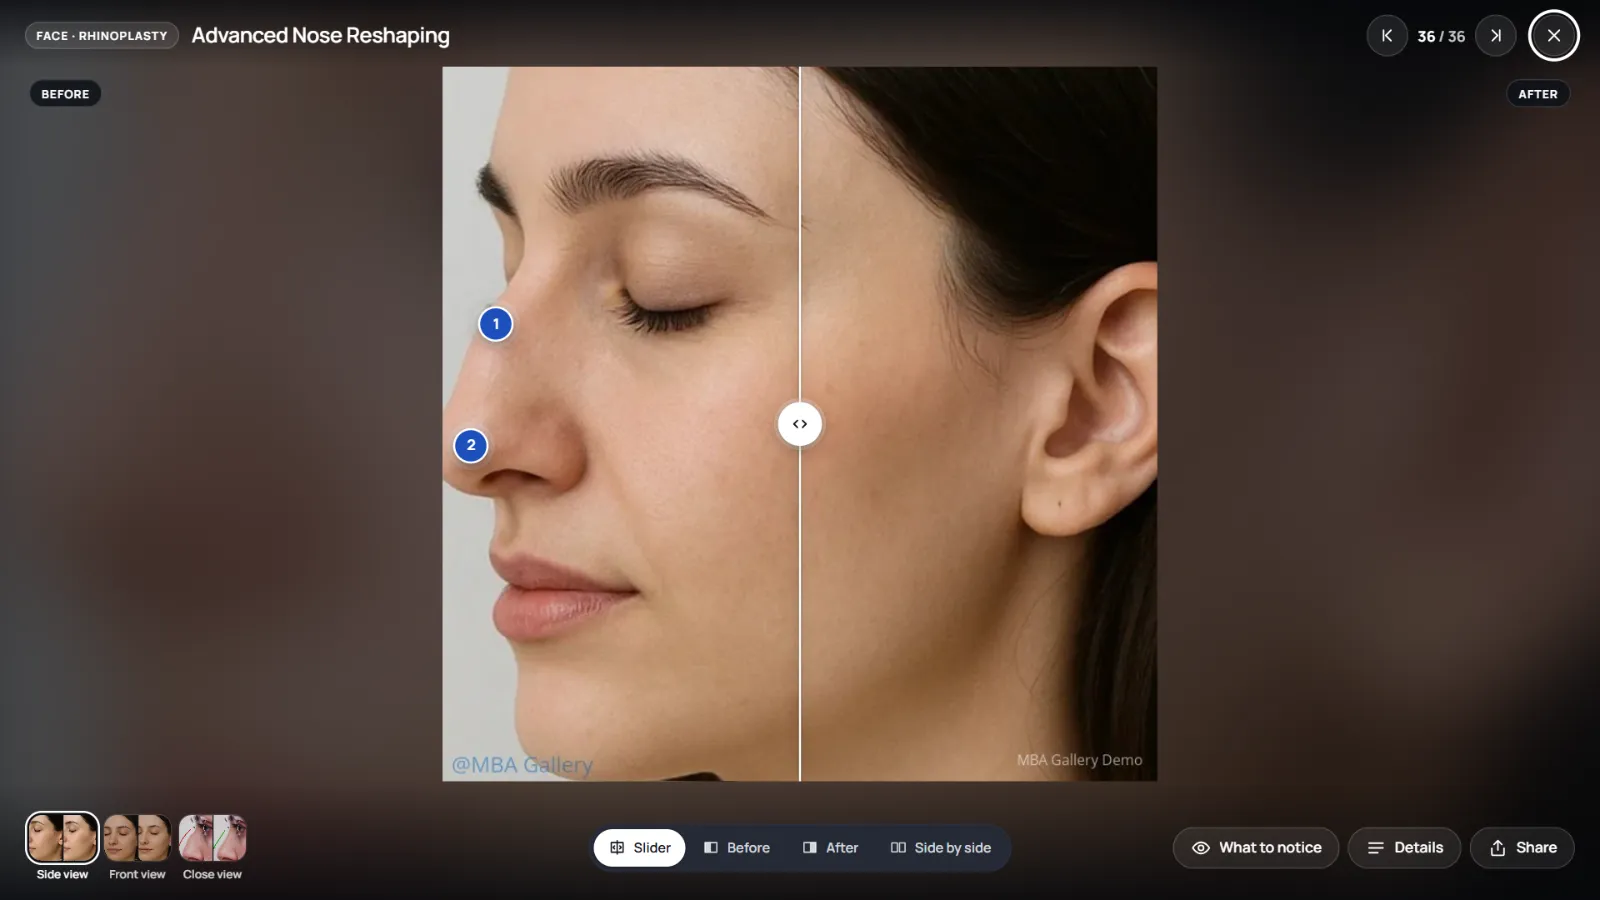 FACE · RHINOPLASTY
Advanced Nose Reshaping
36 / 36
BEFORE
AFTER
1
2
@MBA Gallery
MBA Gallery Demo
Side view
Front view
Close view
Slider
Before
After
Side by side
What to notice
Details
Share